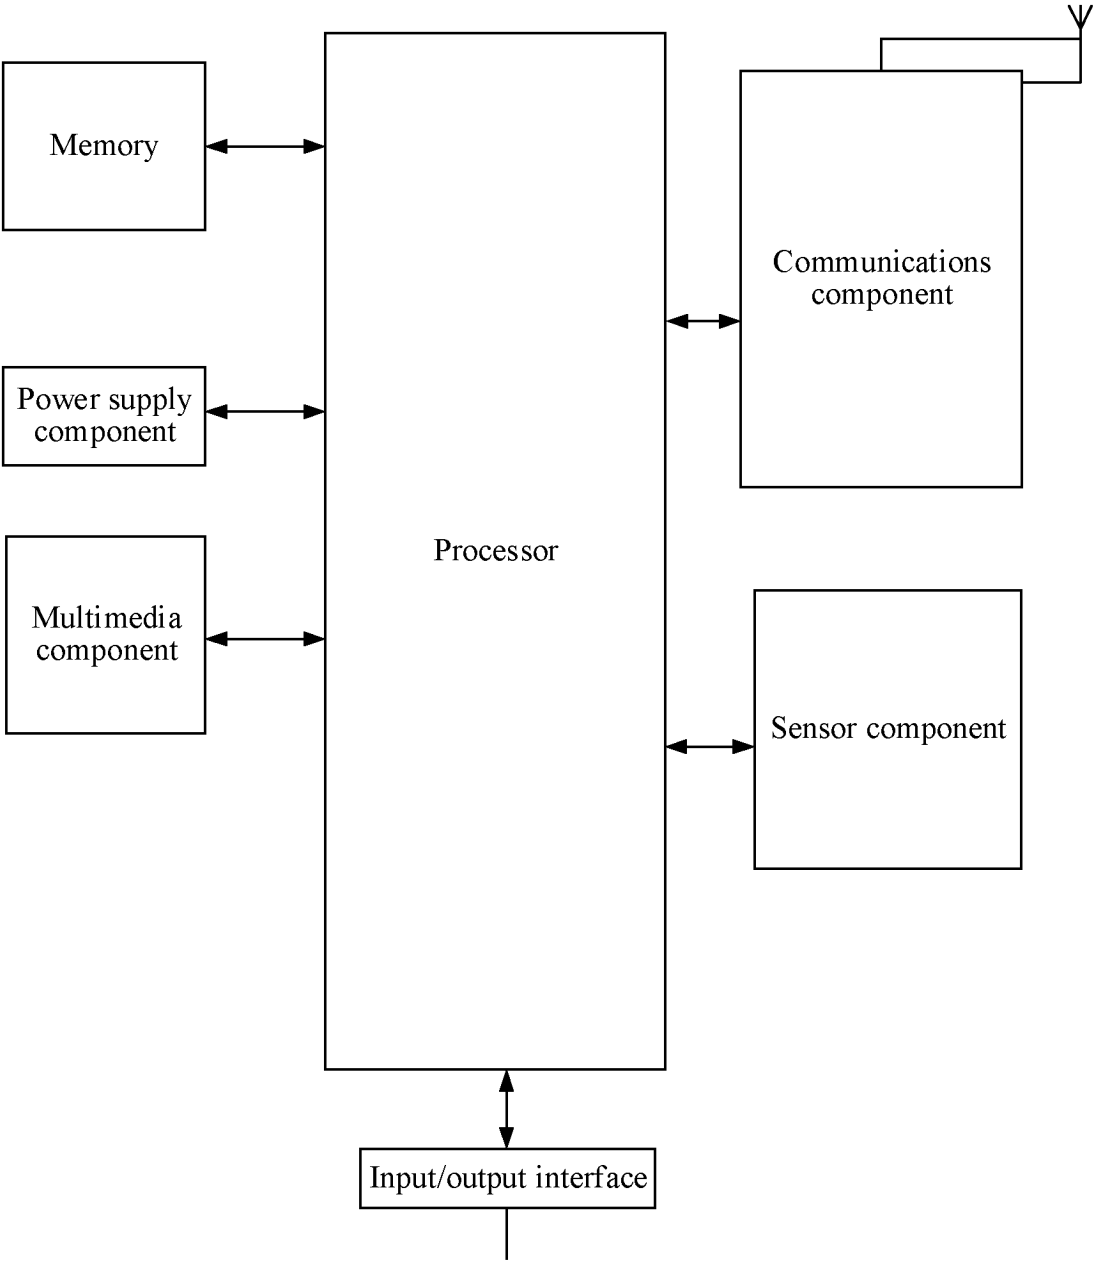 Memory
Communications
component
Power supply
component
Processor
Multimedia
component
Sensor component
Input/output interface